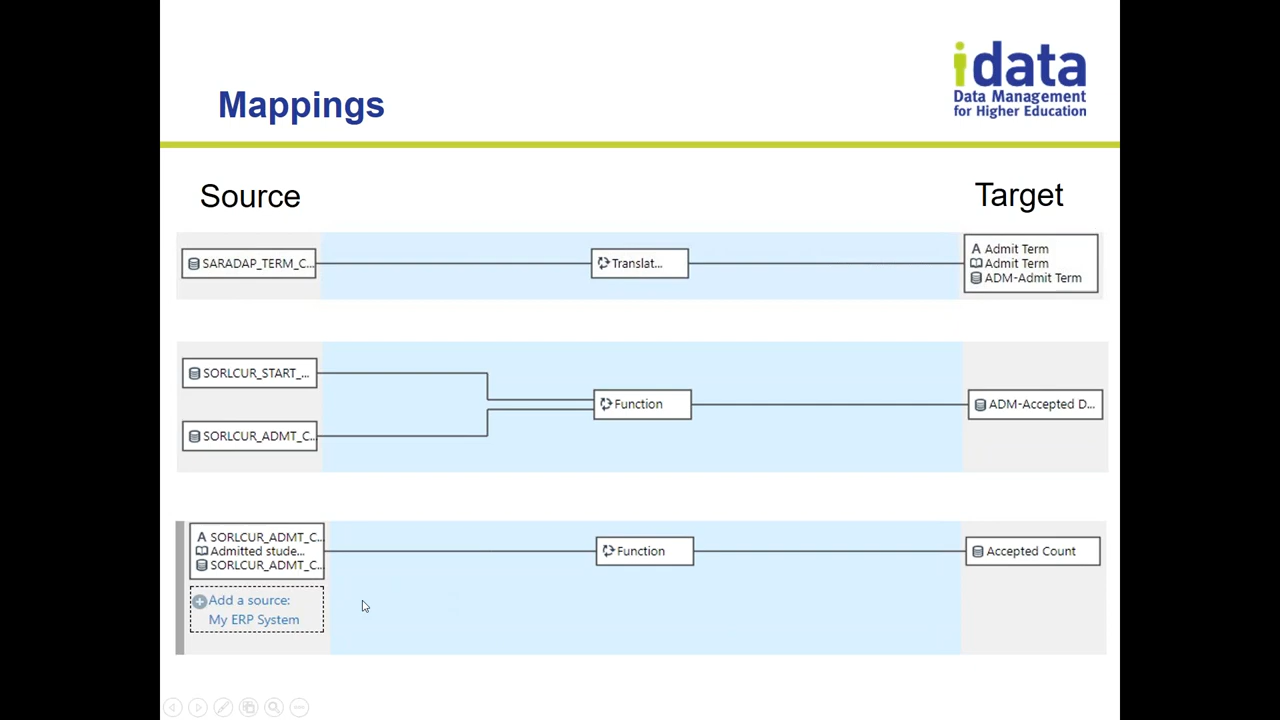 idata
Data Management
for Higher Education
Mappings
Source
Target
SARADAP_TERM_C...
Translat...
Admit Term
Admit Term
ADM-Admit Term
SORLCUR_START_...
SORLCUR_ADMT_C...
Function
ADM-Accepted D...
SORLCUR_ADMT_C...
Admitted stude...
SORLCUR_ADMT_C...
Add a source:
My ERP System
Function
Accepted Count